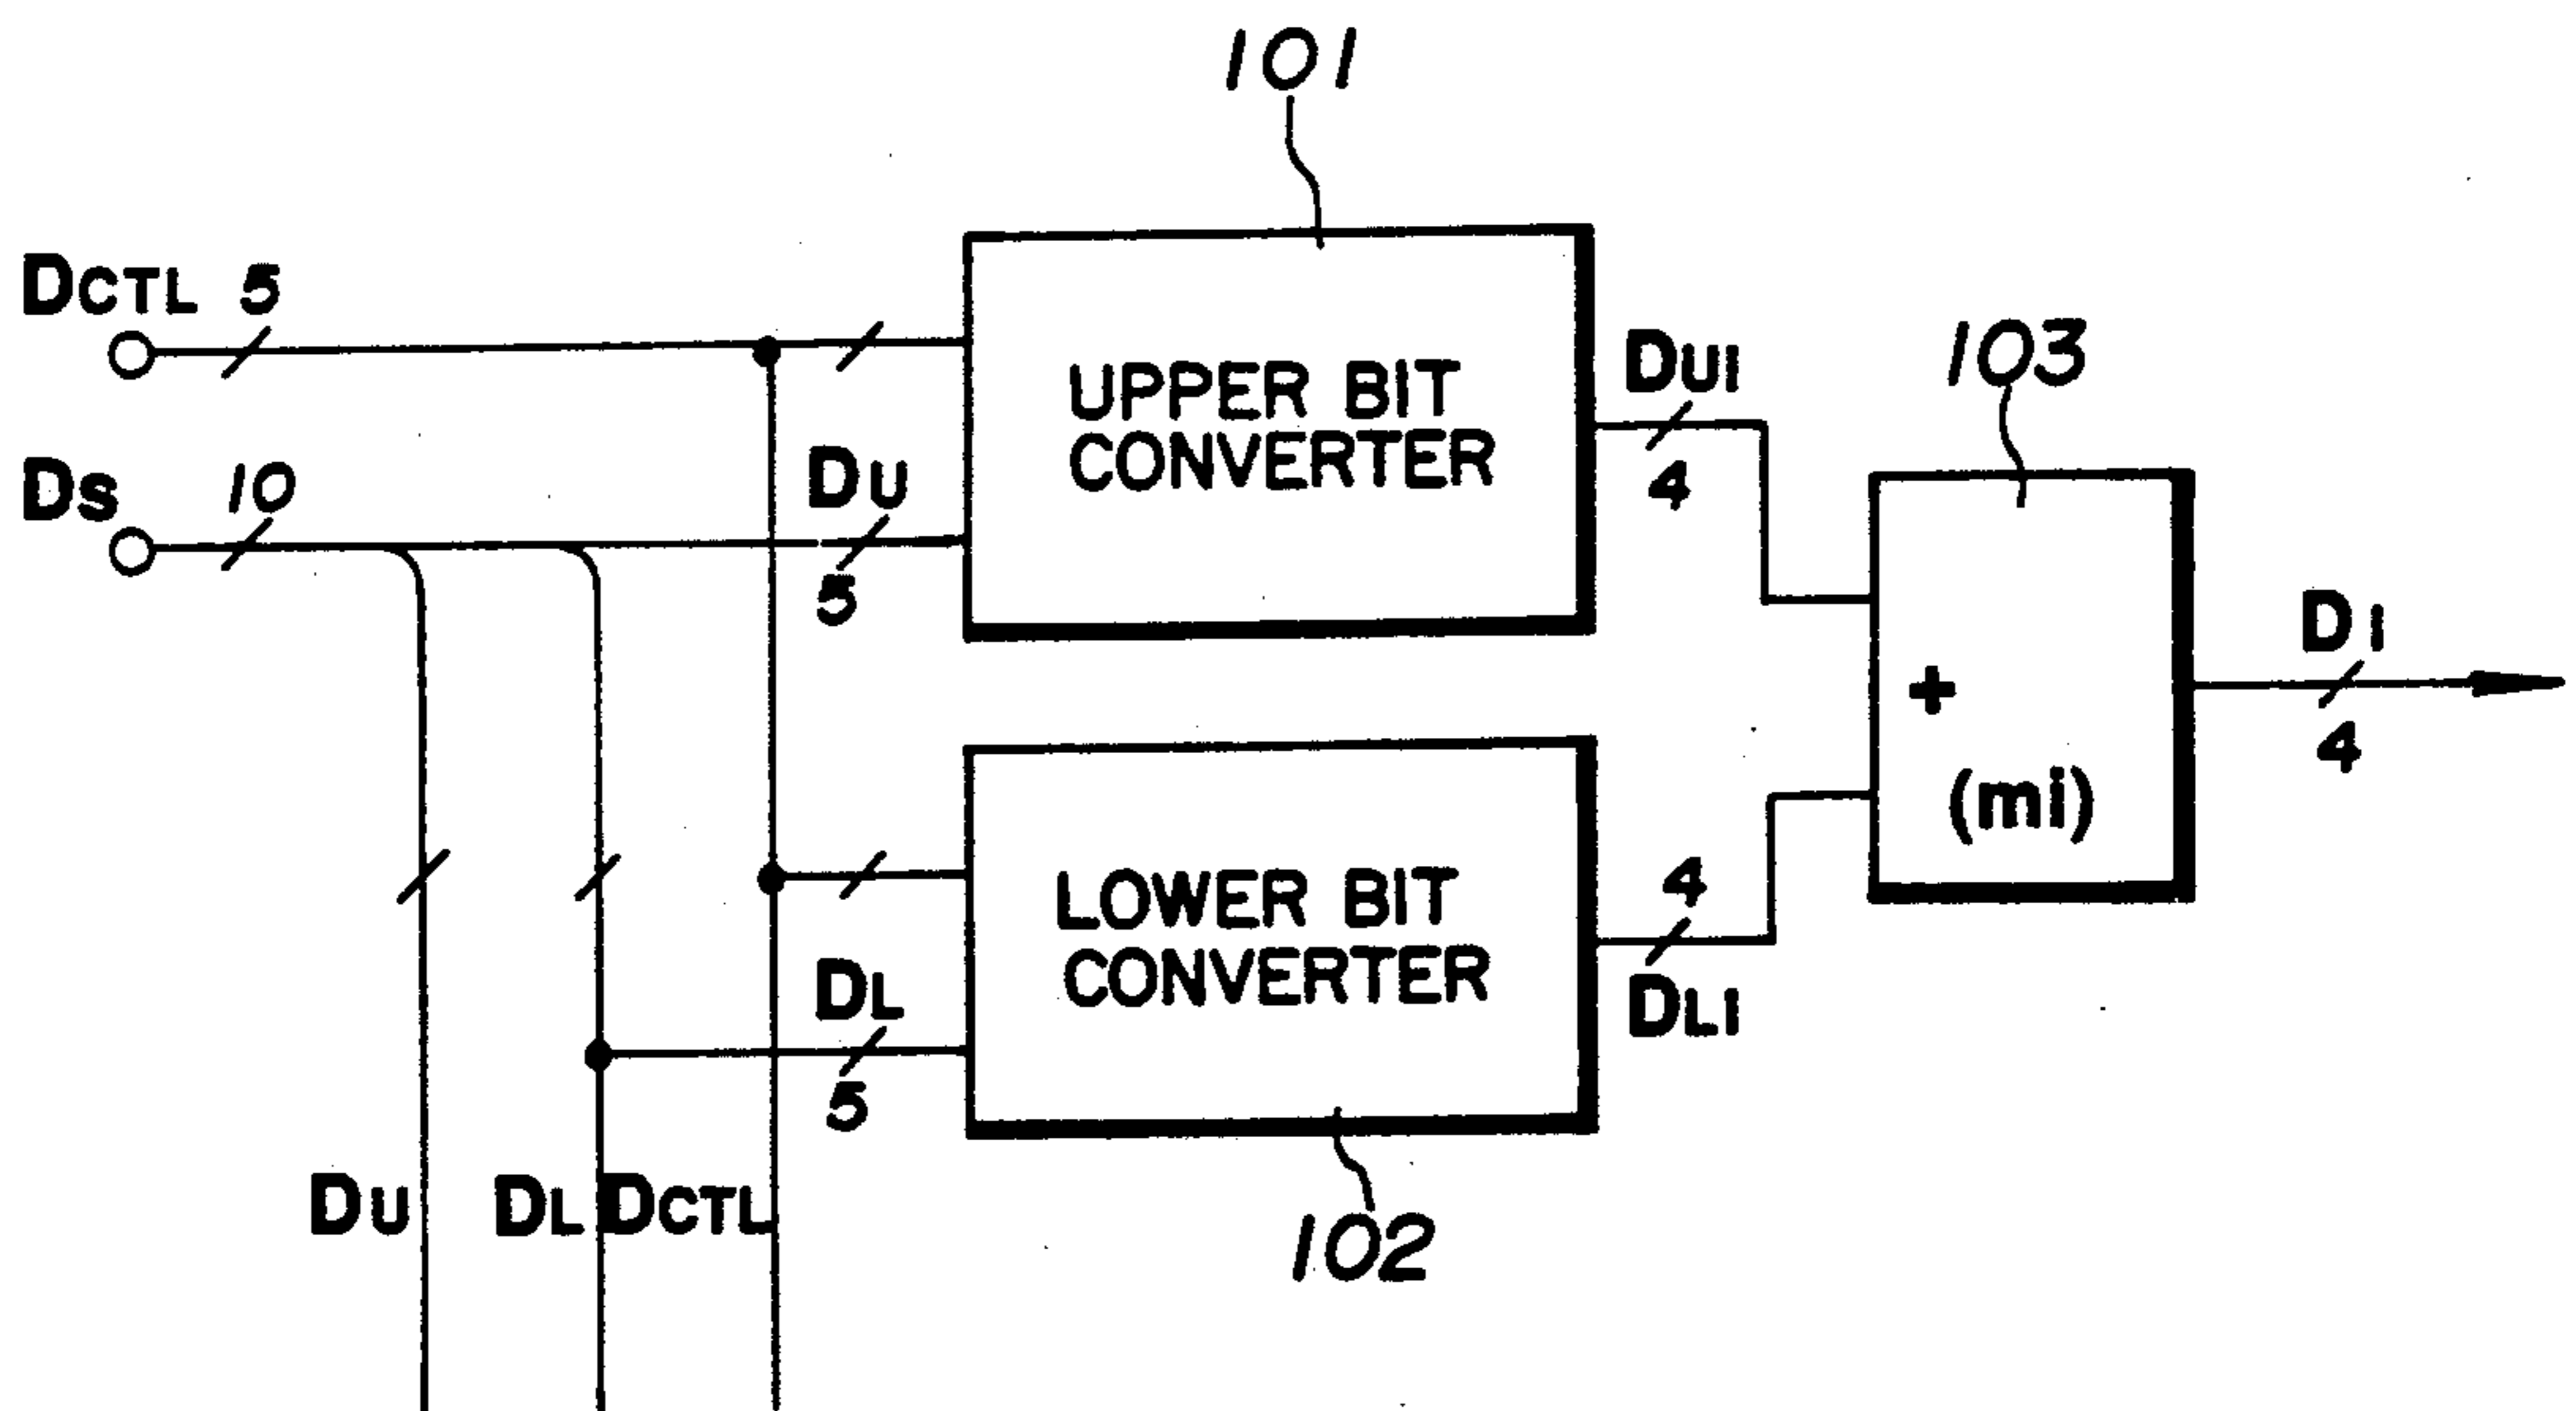 101
DCTL 5
DUI
103
UPPER BIT
CONVERTER
DS 10
DU
4
5
DI
+
4
(mi)
4
LOWER BIT
CONVERTER
DL
DLI
5
DU
DL
DCTL
102